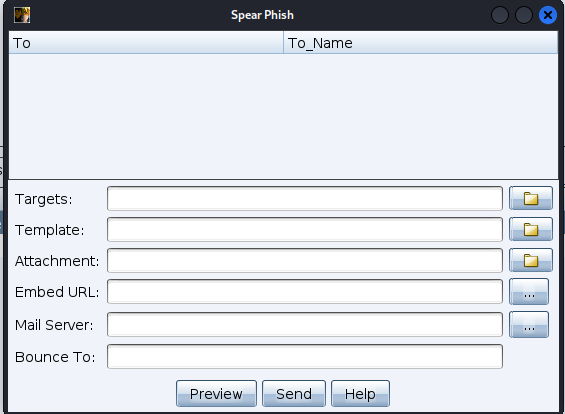 Spear Phish
To To_Name
Targets:
Template:
Attachment:
Embed URL: ...
Mail Server: ...
Bounce To:
Preview Send Help